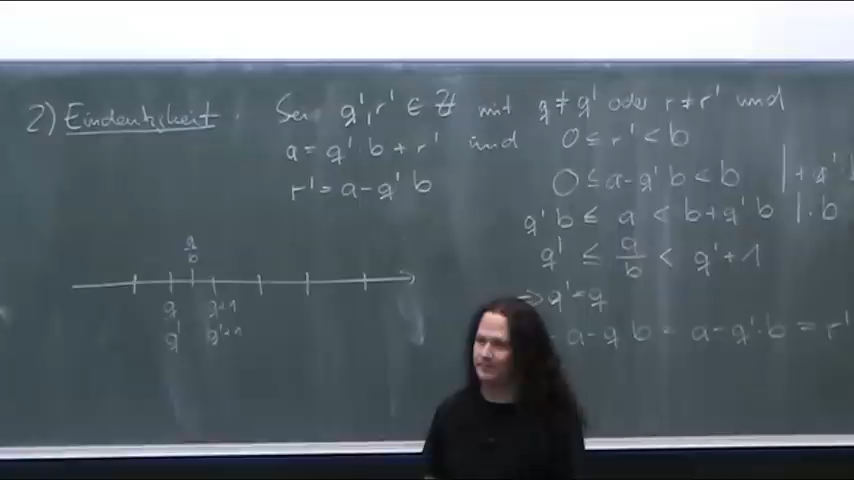 2) Eindeutigkeit. Sei q', r' ∈ ℤ mit q ≠ q' oder r ≠ r' und
a = q' · b + r' und 0 ≤ r' < b
r' = a - q' b
0 ≤ a - q' b < b | + q'
q' b ≤ a < b + q' b | · b
q' ≤ a/b < q' + 1
⇒ q' = q
a - q b = a - q' · b = r'
a/b
q q+1
q' q'+1